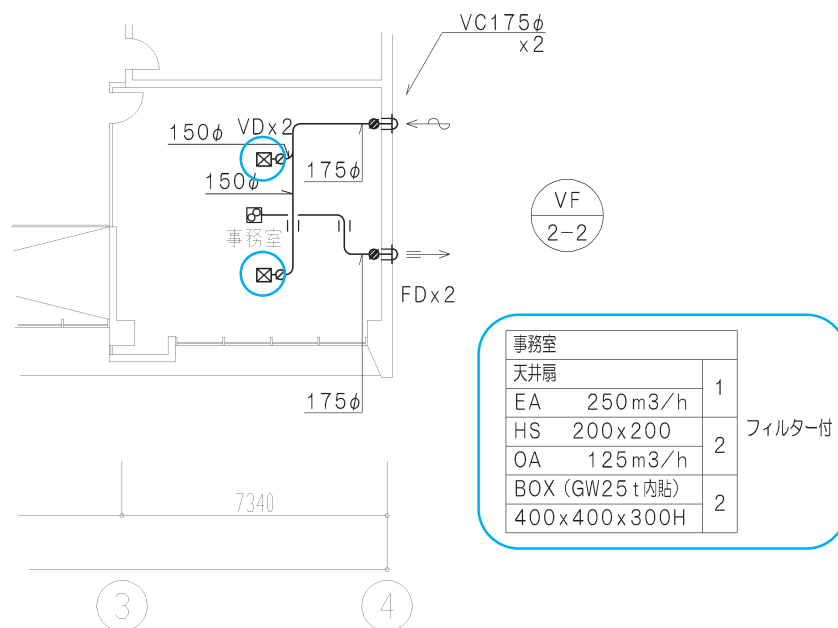 VC175φ
x2
150φ
VDx2
175φ
150φ
事務室
VF
2-2
FDx2
175φ
事務室
天井扇
1
EA 250m3/h
HS 200x200
2
OA 125m3/h
フィルター付
BOX (GW25t内貼)
2
400x400x300H
7340
3
4